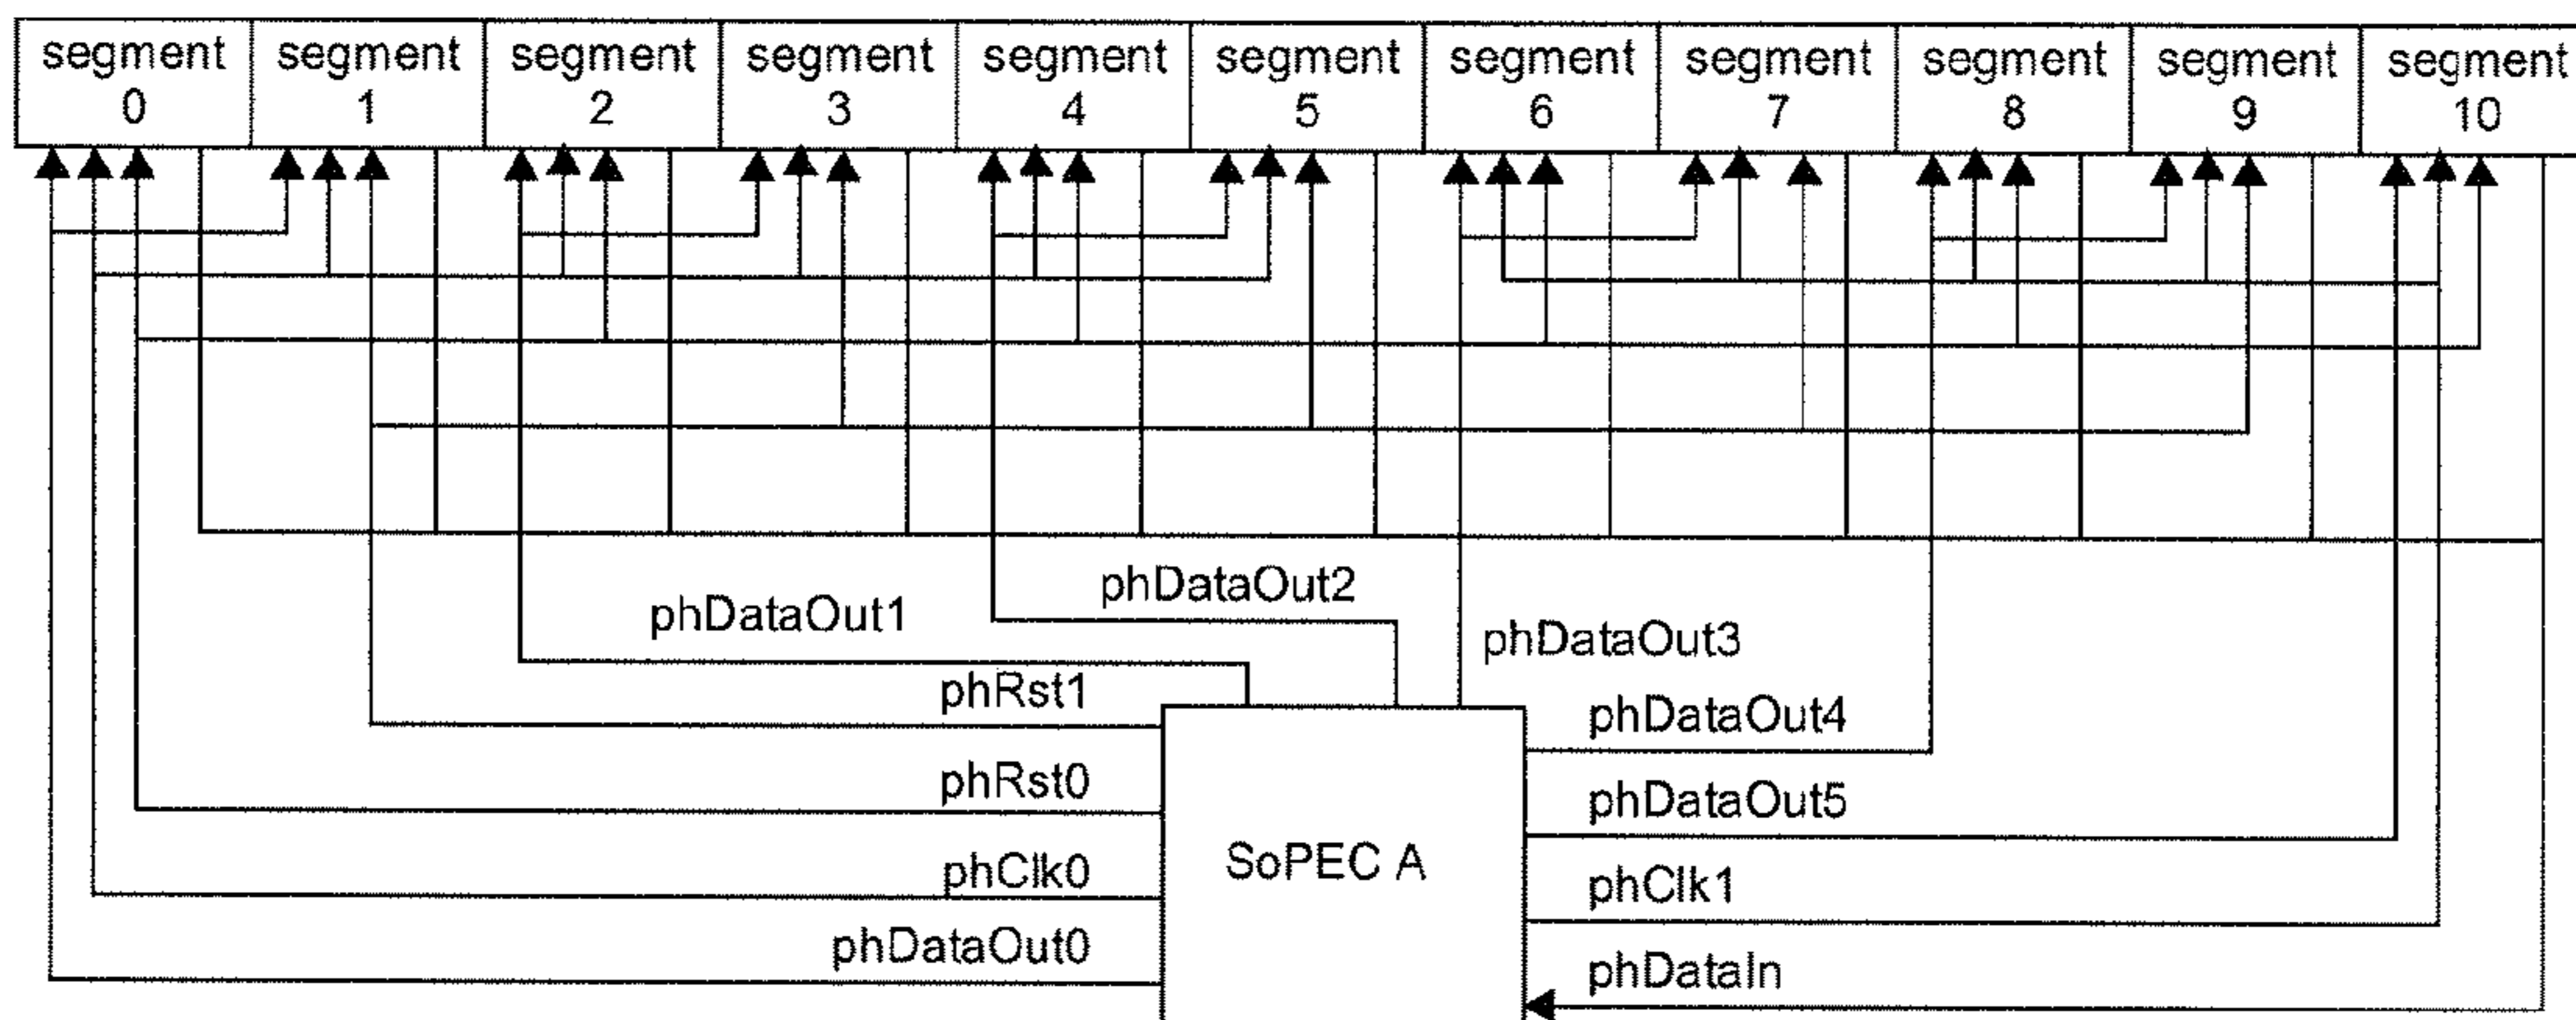 segment 0
segment 1
segment 2
segment 3
segment 4
segment 5
segment 6
segment 7
segment 8
segment 9
segment 10
phDataOut2
phDataOut1
phDataOut3
phRst1
phDataOut4
phRst0
phDataOut5
SoPEC A
phClk0
phClk1
phDataOut0
phDataIn